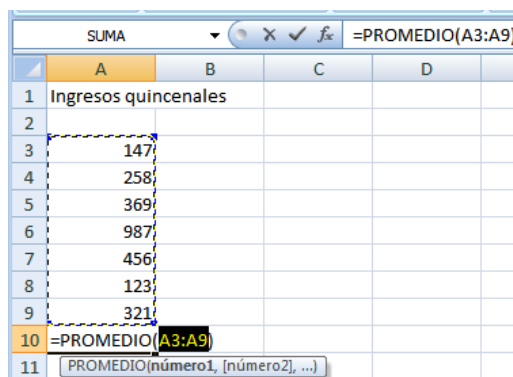 SUMA fx =PROMEDIO(A3:A9)
A B C D
1 Ingresos quincenales
2
3 147
4 258
5 369
6 987
7 456
8 123
9 321
10 =PROMEDIO(A3:A9)
11 PROMEDIO(número1, [número2], ...)